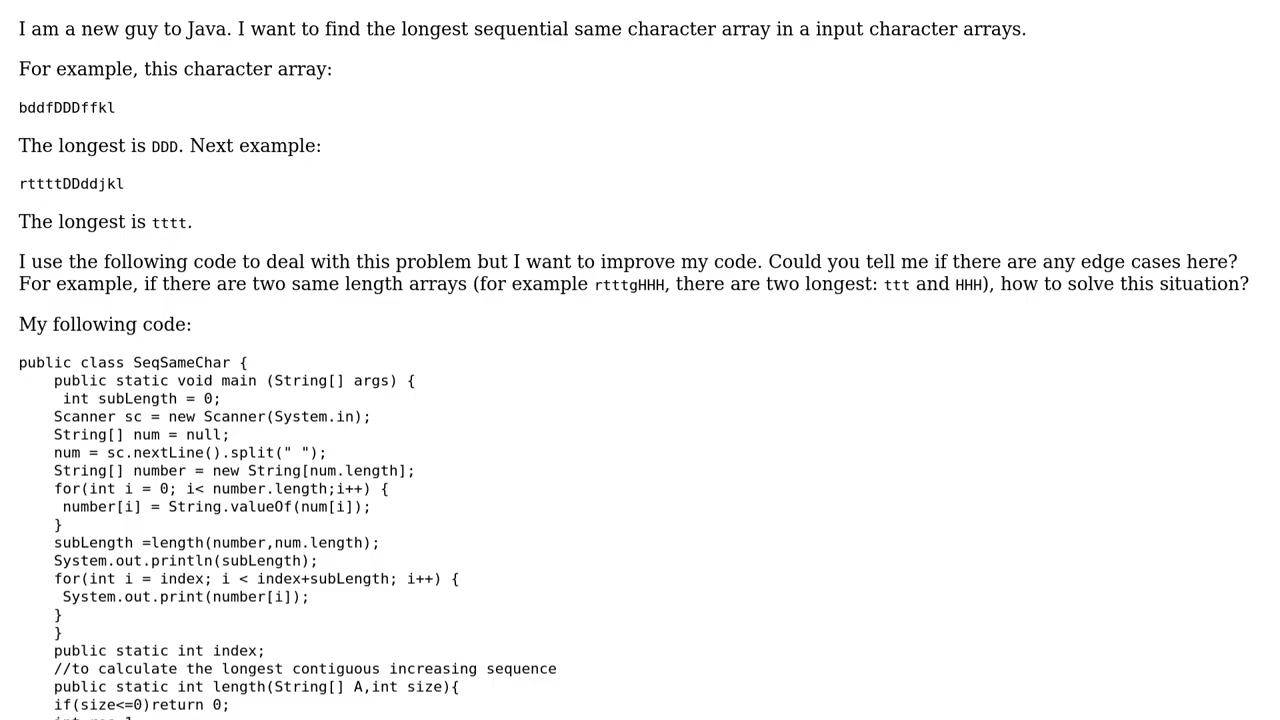 I am a new guy to Java. I want to find the longest sequential same character array in a input character arrays.
For example, this character array:
bddfDDDffkl
The longest is DDD. Next example:
rttttDDddjkl
The longest is tttt.
I use the following code to deal with this problem but I want to improve my code. Could you tell me if there are any edge cases here?
For example, if there are two same length arrays (for example rtttgHHH, there are two longest: ttt and HHH), how to solve this situation?
My following code:
public class SeqSameChar {
    public static void main (String[] args) {
     int subLength = 0;
    Scanner sc = new Scanner(System.in);
    String[] num = null;
    num = sc.nextLine().split(" ");
    String[] number = new String[num.length];
    for(int i = 0; i< number.length;i++) {
     number[i] = String.valueOf(num[i]);
    }
    subLength =length(number,num.length);
    System.out.println(subLength);
    for(int i = index; i < index+subLength; i++) {
     System.out.print(number[i]);
    }
    }
    public static int index;
    //to calculate the longest contiguous increasing sequence
    public static int length(String[] A,int size){
    if(size<=0)return 0;